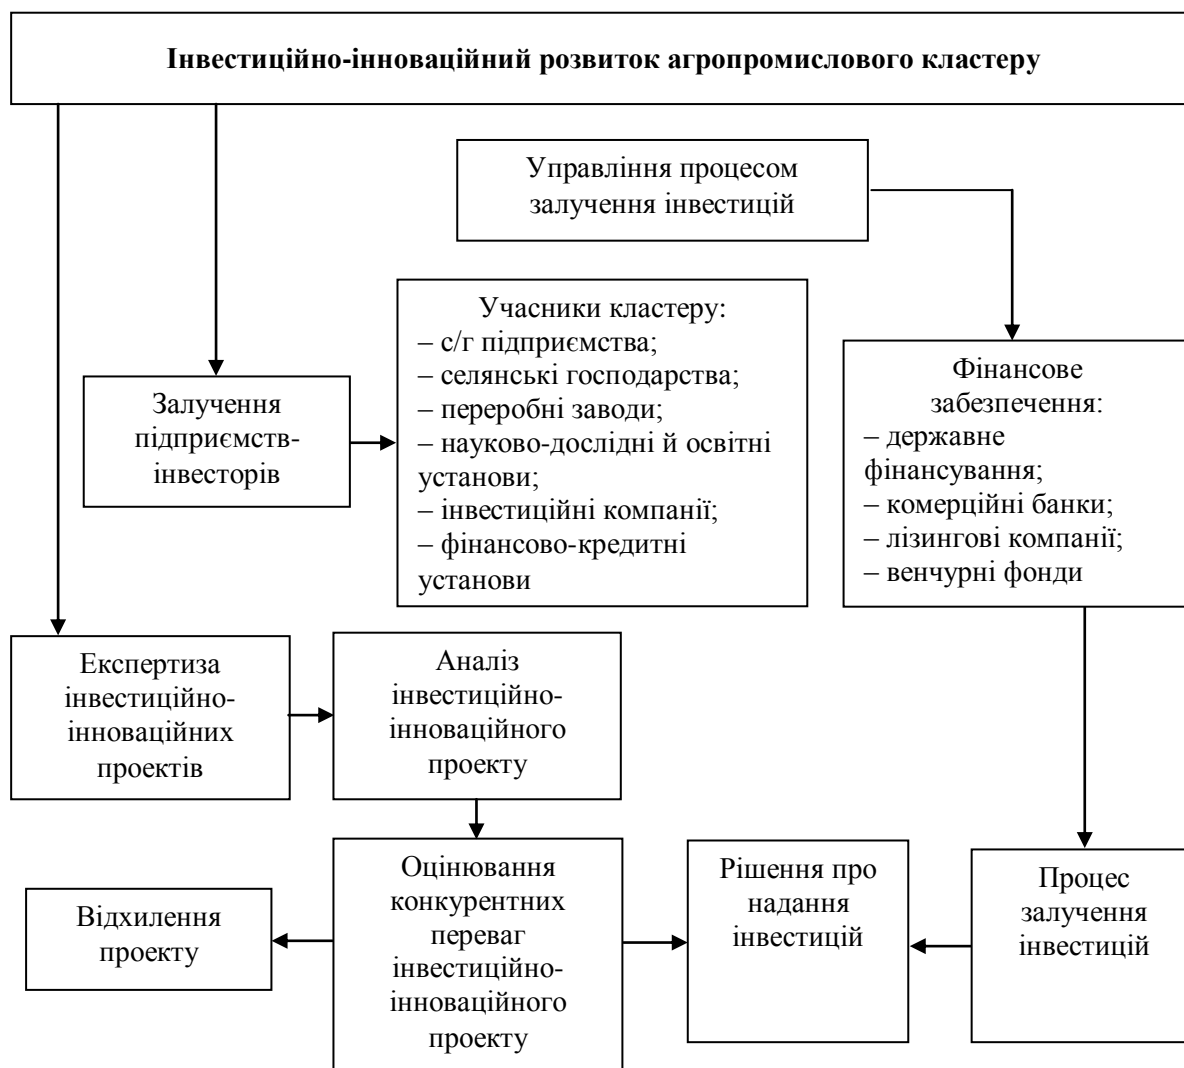 Інвестиційно-інноваційний розвиток агропромислового кластеру
Управління процесом
залучення інвестицій
Учасники кластеру:
– с/г підприємства;
– селянські господарства;
– переробні заводи;
– науково-дослідні й освітні
установи;
– інвестиційні компанії;
– фінансово-кредитні
установи
Фінансове
забезпечення:
– державне
фінансування;
– комерційні банки;
– лізингові компанії;
– венчурні фонди
Залучення
підприємств-
інвесторів
Експертиза
інвестиційно-
інноваційних
проектів
Аналіз
інвестиційно-
інноваційного
проекту
Відхилення
проекту
Оцінювання
конкурентних
переваг
інвестиційно-
інноваційного
проекту
Рішення про
надання
інвестицій
Процес
залучення
інвестицій